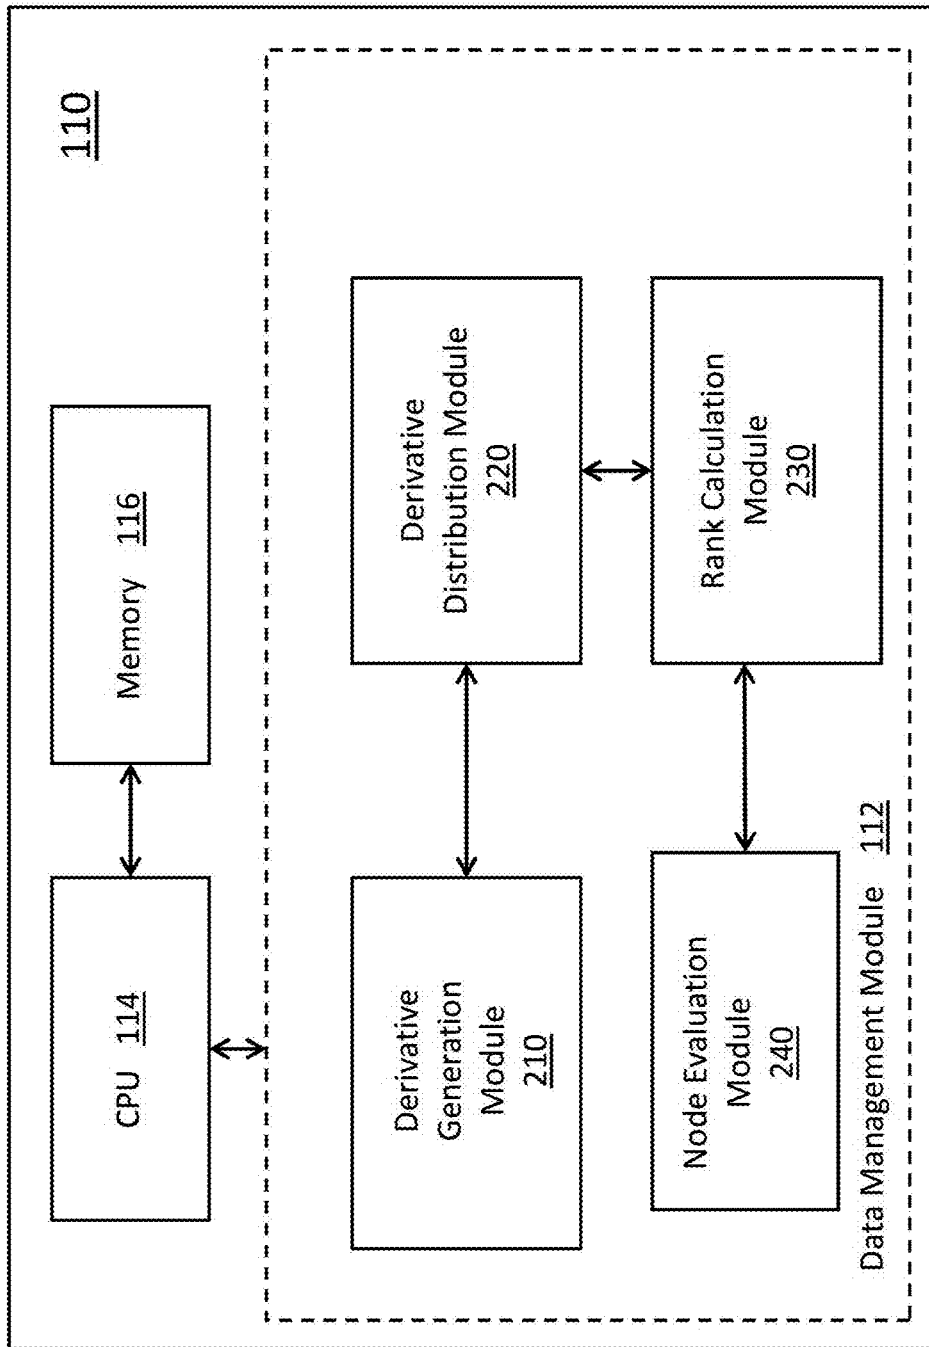 110
CPU 114
Memory 116
Derivative
Generation
Module
210
Derivative
Distribution Module
220
Node Evaluation
Module
240
Rank Calculation
Module
230
Data Management Module 112